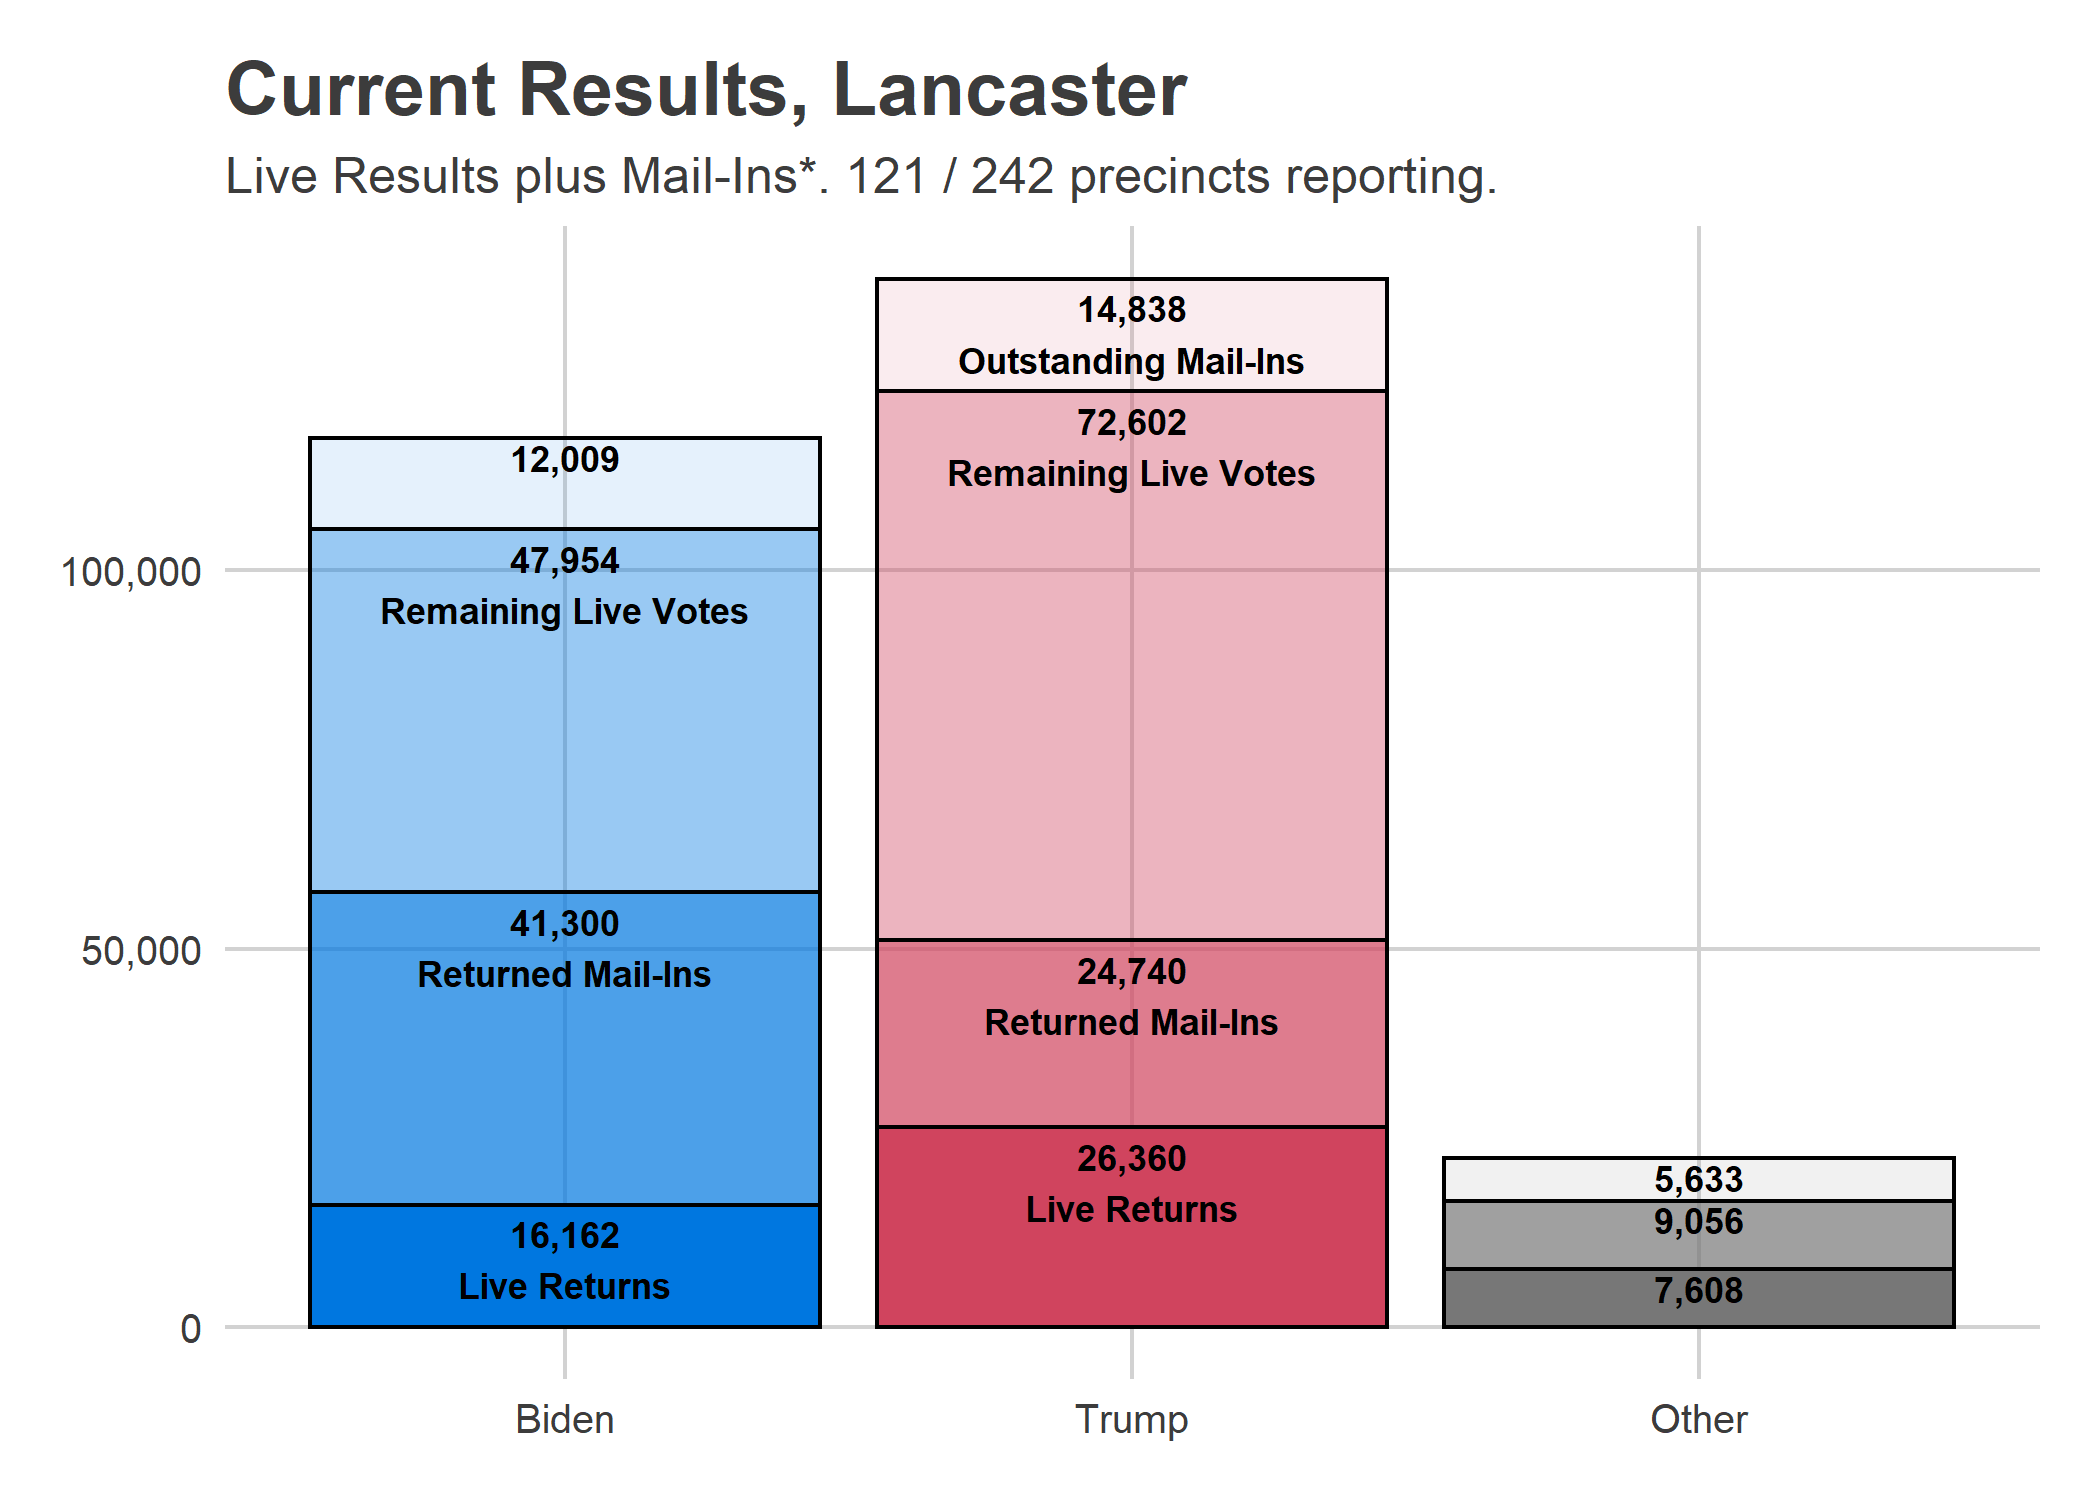 Current Results, Lancaster
Live Results plus Mail-Ins*. 121 / 242 precincts reporting.
14,838
Outstanding Mail-Ins
72,602
Remaining Live Votes
24,740
Returned Mail-Ins
26,360
Live Returns
12,009
47,954
Remaining Live Votes
41,300
Returned Mail-Ins
16,162
Live Returns
5,633
9,056
7,608
100,000
50,000
0
Biden
Trump
Other